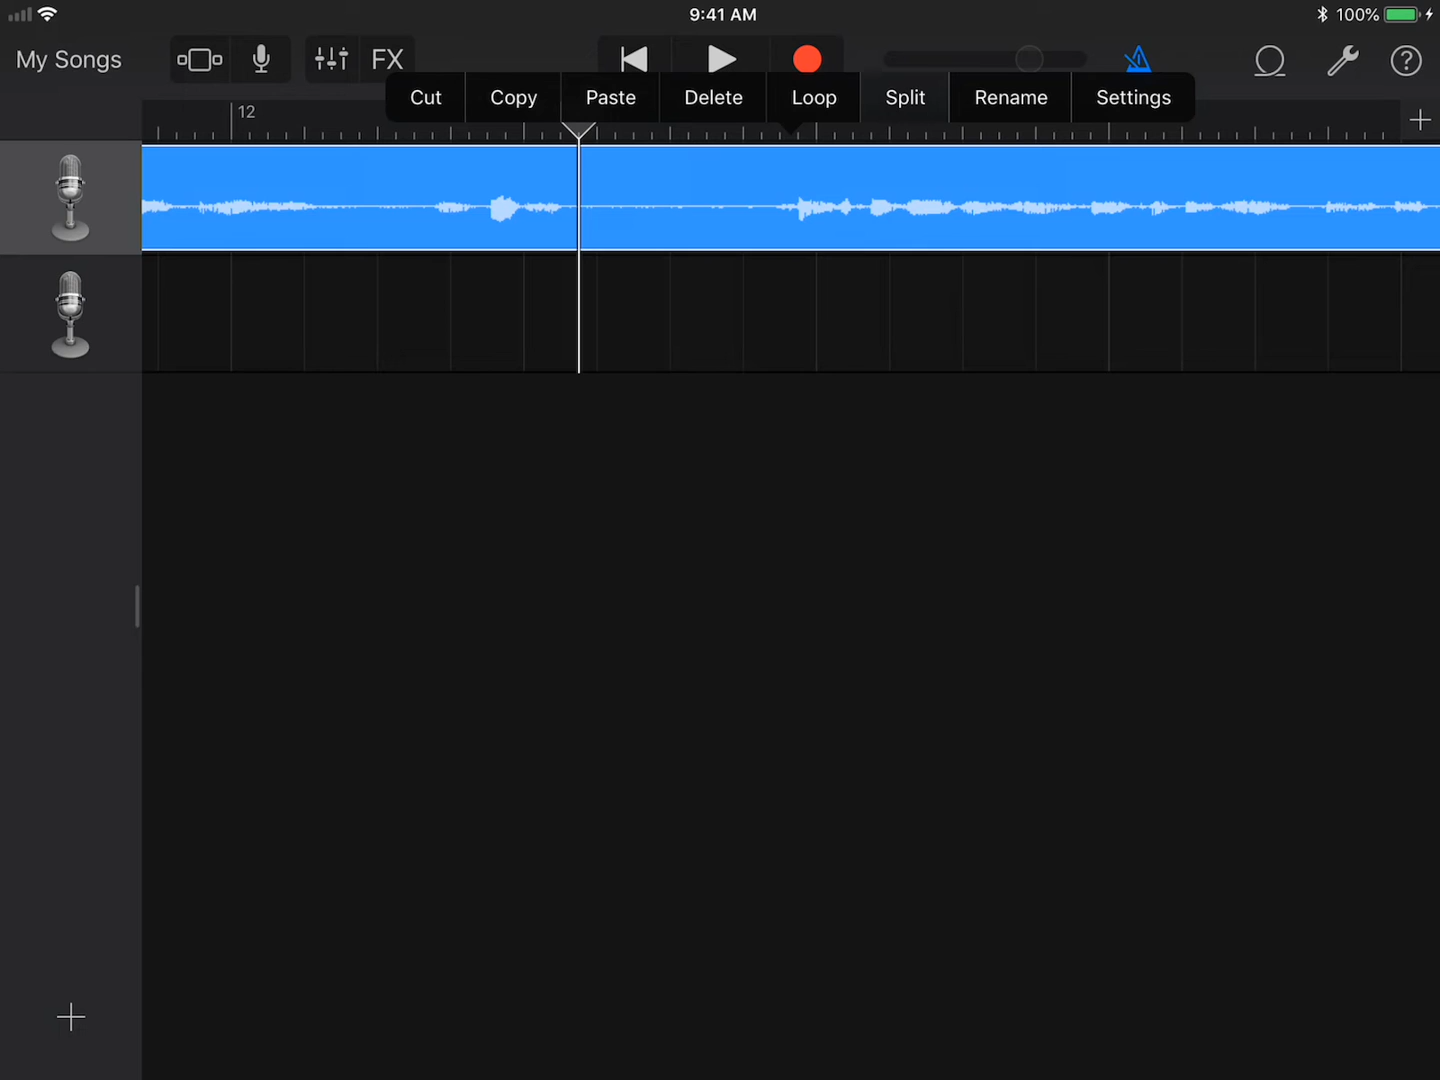 9:41 AM
100%
My Songs
FX
Cut Copy Paste Delete Loop Split Rename Settings
12